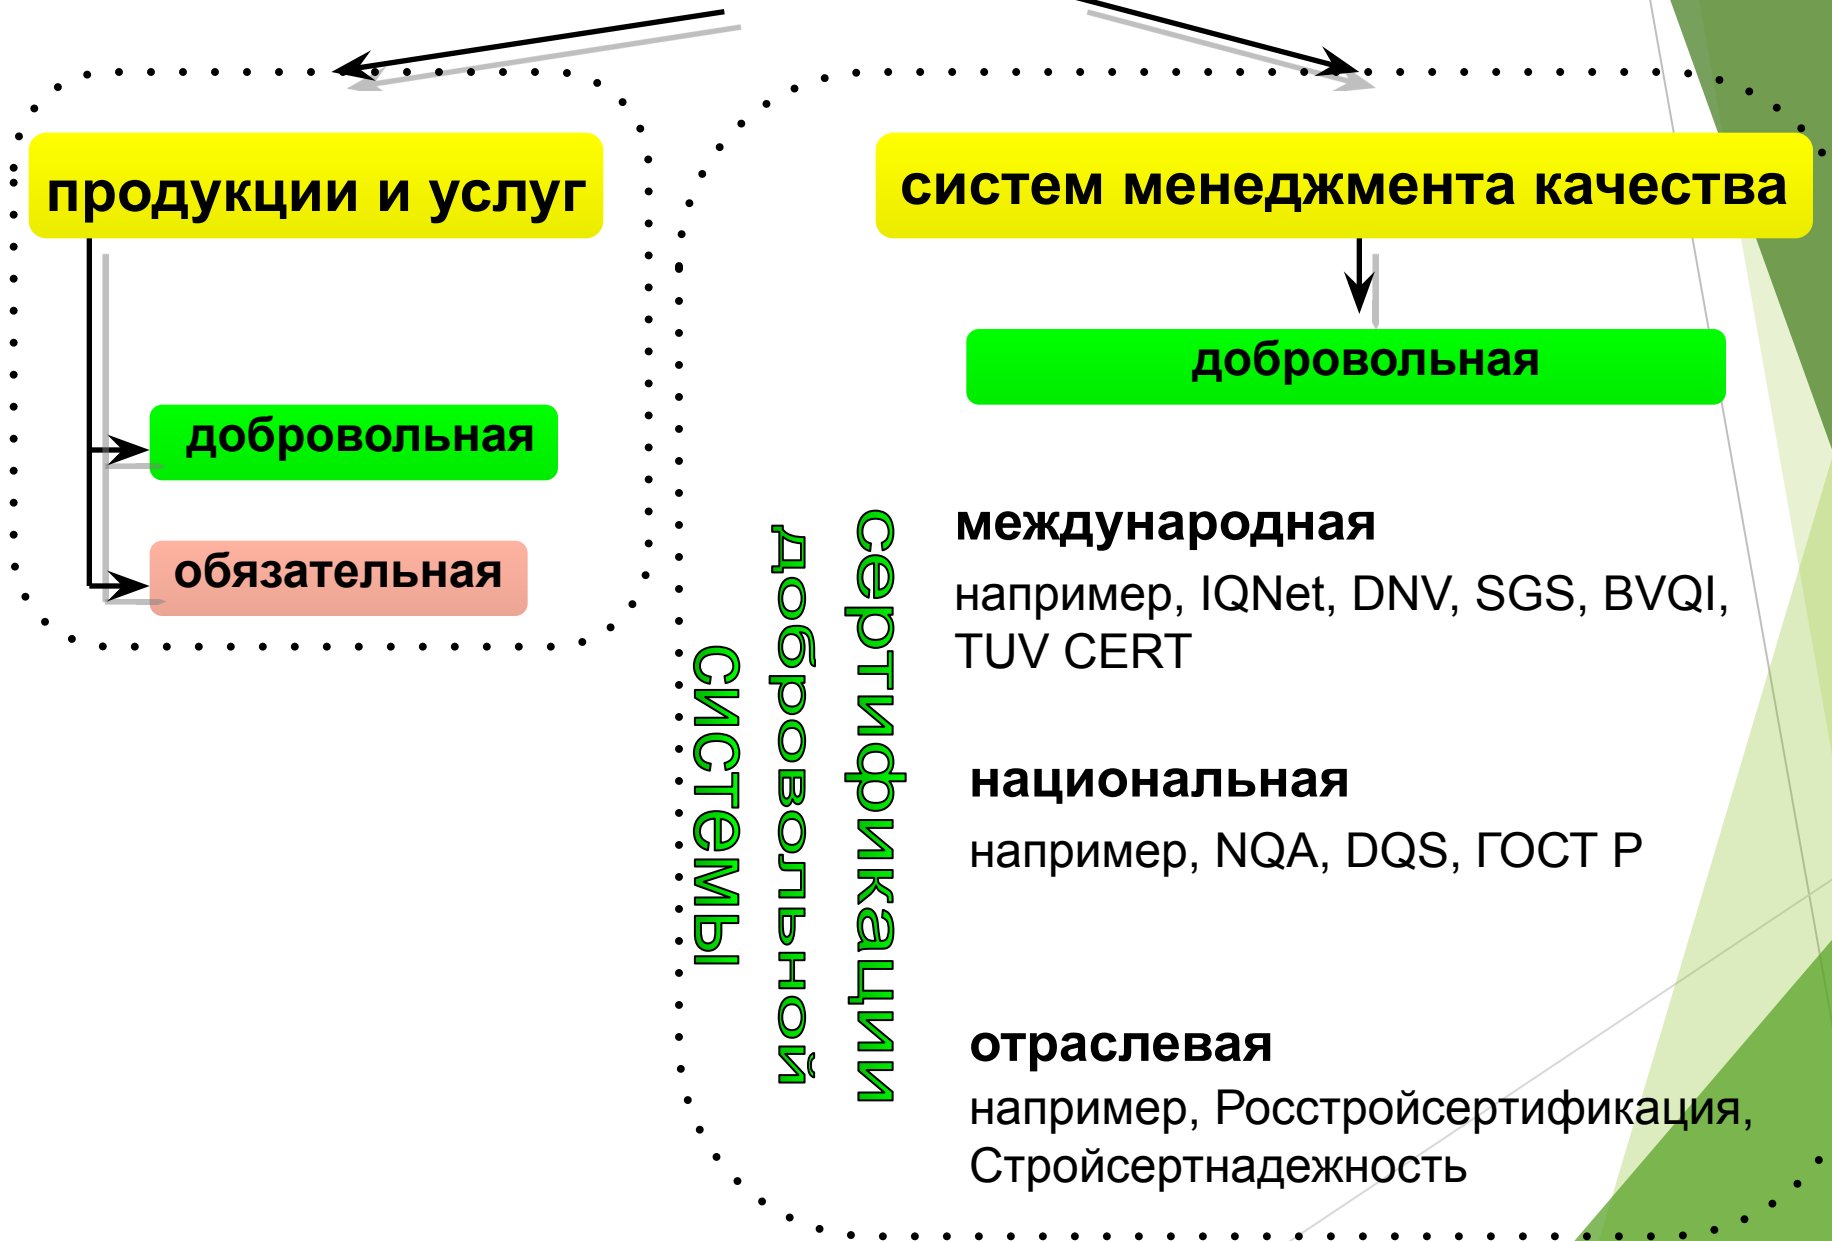 продукции и услуг
добровольная
обязательная
систем менеджмента качества
добровольная
системы
добровольной
сертификации
международная
например, IQNet, DNV, SGS, BVQI,
TUV CERT
национальная
например, NQA, DQS, ГОСТ Р
отраслевая
например, Росстройсертификация,
Стройсертнадежность